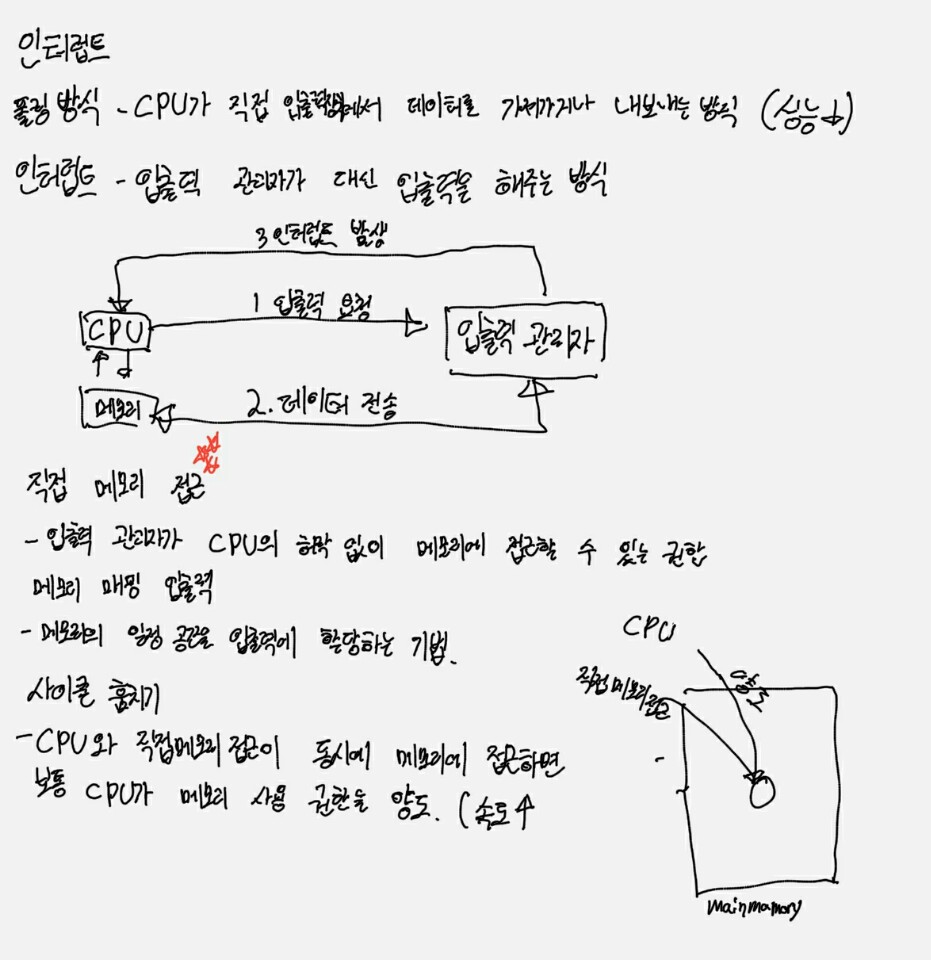 인터럽트
폴링 방식 - CPU가 직접 입출력장치에서 데이터를 가져가거나 내보내는 방식 (성능↓)
인터럽트 - 입출력 관리자가 대신 입출력을 해주는 방식
3 인터럽트 발생
1 입출력 요청
CPU
입출력 관리자
메모리
2. 데이터 전송
직접 메모리 접근
- 입출력 관리자가 CPU의 허락 없이 메모리에 접근할 수 있는 권한
메모리 매핑 입출력
- 메모리의 일정 공간을 입출력에 할당하는 기법.
사이클 훔치기
- CPU와 직접메모리접근이 동시에 메모리에 접근하면
보통 CPU가 메모리 사용 권한을 양도. (속도↑
CPU
양도
직접메모리접근
Mainmamory